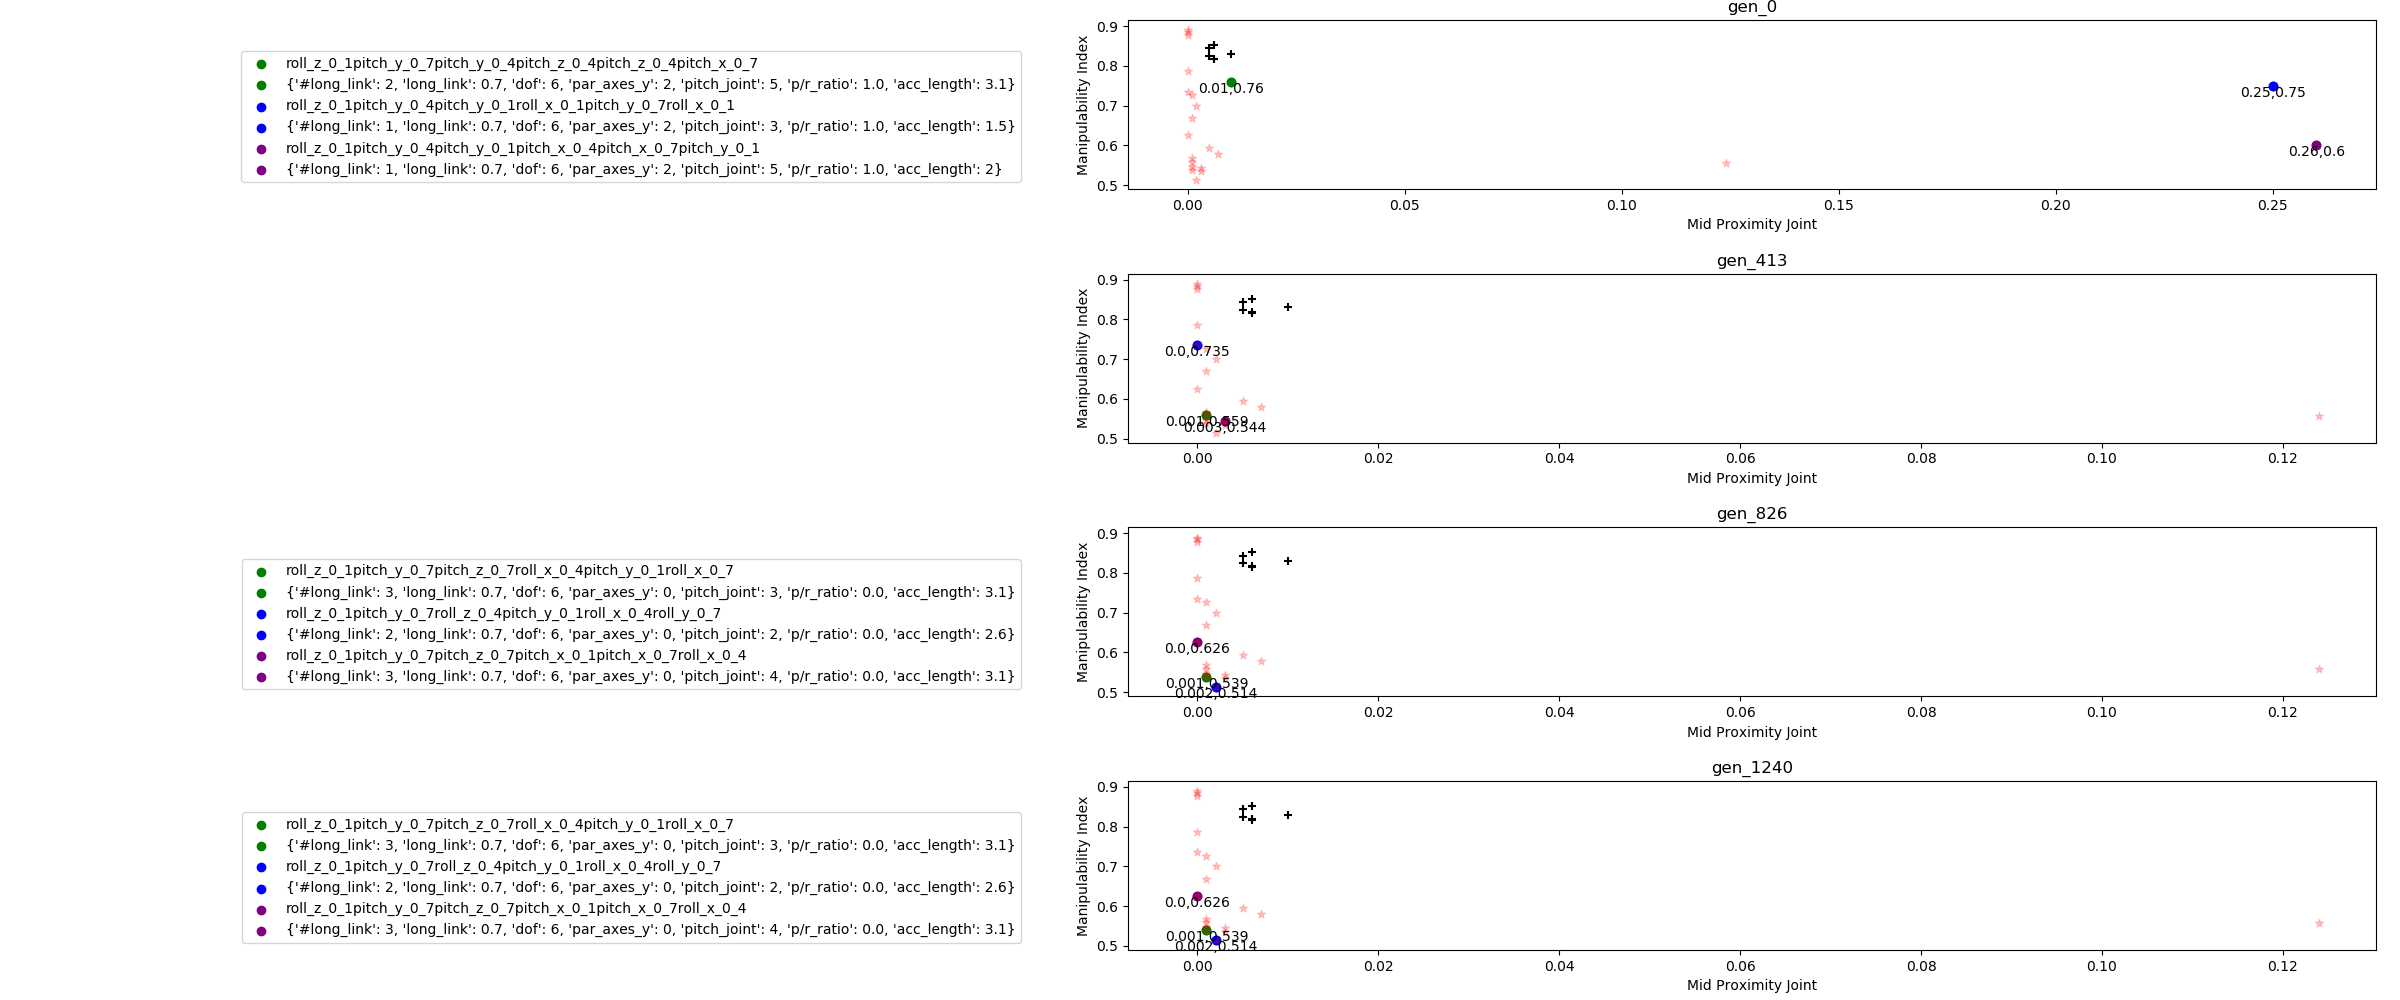 roll_z_0_1pitch_y_0_7pitch_y_0_4pitch_z_0_4pitch_z_0_4pitch_x_0_7
{'#long_link': 2, 'long_link': 0.7, 'dof': 6, 'par_axes_y': 2, 'pitch_joint': 5, 'p/r_ratio': 1.0, 'acc_length': 3.1}
roll_z_0_1pitch_y_0_4pitch_y_0_1roll_x_0_1pitch_y_0_7roll_x_0_1
{'#long_link': 1, 'long_link': 0.7, 'dof': 6, 'par_axes_y': 2, 'pitch_joint': 3, 'p/r_ratio': 1.0, 'acc_length': 1.5}
roll_z_0_1pitch_y_0_4pitch_y_0_1pitch_x_0_4pitch_x_0_7pitch_y_0_1
{'#long_link': 1, 'long_link': 0.7, 'dof': 6, 'par_axes_y': 2, 'pitch_joint': 5, 'p/r_ratio': 1.0, 'acc_length': 2}
gen_0
Manipulability Index
0.9
0.8
0.7
0.6
0.5
0.01,0.76
0.25,0.75
0.26,0.6
0.00 0.05 0.10 0.15 0.20 0.25
Mid Proximity Joint
gen_413
Manipulability Index
0.9
0.8
0.7
0.6
0.5
0.0,0.735
0.001,0.559
0.003,0.544
0.00 0.02 0.04 0.06 0.08 0.10 0.12
Mid Proximity Joint
roll_z_0_1pitch_y_0_7pitch_z_0_7roll_x_0_4pitch_y_0_1roll_x_0_7
{'#long_link': 3, 'long_link': 0.7, 'dof': 6, 'par_axes_y': 0, 'pitch_joint': 3, 'p/r_ratio': 0.0, 'acc_length': 3.1}
roll_z_0_1pitch_y_0_7roll_z_0_4pitch_y_0_1roll_x_0_4roll_y_0_7
{'#long_link': 2, 'long_link': 0.7, 'dof': 6, 'par_axes_y': 0, 'pitch_joint': 2, 'p/r_ratio': 0.0, 'acc_length': 2.6}
roll_z_0_1pitch_y_0_7pitch_z_0_7pitch_x_0_1pitch_x_0_7roll_x_0_4
{'#long_link': 3, 'long_link': 0.7, 'dof': 6, 'par_axes_y': 0, 'pitch_joint': 4, 'p/r_ratio': 0.0, 'acc_length': 3.1}
gen_826
Manipulability Index
0.9
0.8
0.7
0.6
0.5
0.0,0.626
0.001,0.539
0.002,0.514
0.00 0.02 0.04 0.06 0.08 0.10 0.12
Mid Proximity Joint
roll_z_0_1pitch_y_0_7pitch_z_0_7roll_x_0_4pitch_y_0_1roll_x_0_7
{'#long_link': 3, 'long_link': 0.7, 'dof': 6, 'par_axes_y': 0, 'pitch_joint': 3, 'p/r_ratio': 0.0, 'acc_length': 3.1}
roll_z_0_1pitch_y_0_7roll_z_0_4pitch_y_0_1roll_x_0_4roll_y_0_7
{'#long_link': 2, 'long_link': 0.7, 'dof': 6, 'par_axes_y': 0, 'pitch_joint': 2, 'p/r_ratio': 0.0, 'acc_length': 2.6}
roll_z_0_1pitch_y_0_7pitch_z_0_7pitch_x_0_1pitch_x_0_7roll_x_0_4
{'#long_link': 3, 'long_link': 0.7, 'dof': 6, 'par_axes_y': 0, 'pitch_joint': 4, 'p/r_ratio': 0.0, 'acc_length': 3.1}
gen_1240
Manipulability Index
0.9
0.8
0.7
0.6
0.5
0.0,0.626
0.001,0.539
0.002,0.514
0.00 0.02 0.04 0.06 0.08 0.10 0.12
Mid Proximity Joint